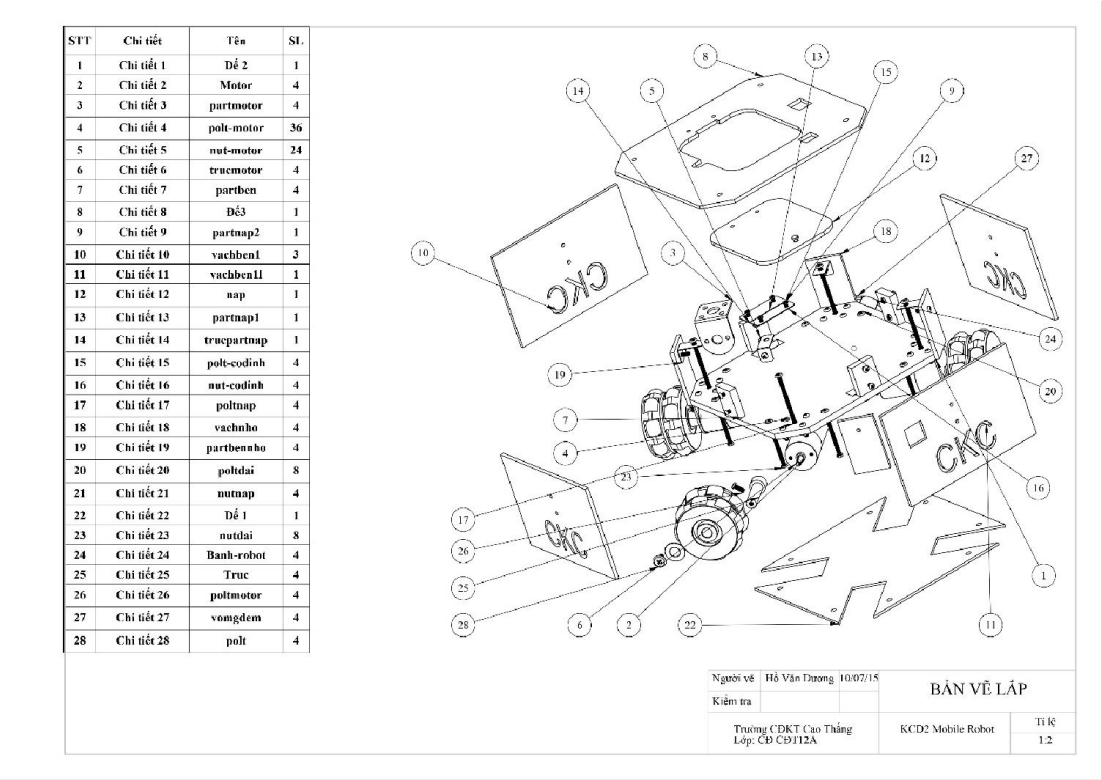 STT Chi tiết Tên SL
1 Chi tiết 1 Dế 2 1
2 Chi tiết 2 Motor 4
3 Chi tiết 3 partmotor 4
4 Chi tiết 4 polt-motor 36
5 Chi tiết 5 nut-motor 24
6 Chi tiết 6 trucmotor 4
7 Chi tiết 7 partben 4
8 Chi tiết 8 Đế3 1
9 Chi tiết 9 partnap2 1
10 Chi tiết 10 vachben1 3
11 Chi tiết 11 vachben11 1
12 Chi tiết 12 nap 1
13 Chi tiết 13 partnap1 1
14 Chi tiết 14 trucpartnap 1
15 Chi tiết 15 polt-codinh 4
16 Chi tiết 16 nut-codinh 4
17 Chi tiết 17 poltnap 4
18 Chi tiết 18 vachnho 4
19 Chi tiết 19 partbennho 4
20 Chi tiết 20 poltdai 8
21 Chi tiết 21 nutnap 4
22 Chi tiết 22 Dế 1 1
23 Chi tiết 23 nutdai 8
24 Chi tiết 24 Banh-robot 4
25 Chi tiết 25 Truc 4
26 Chi tiết 26 poltmotor 4
27 Chi tiết 27 vomgdem 4
28 Chi tiết 28 polt 4
8
13
15
14
5
9
12
27
10
3
18
CKC
CKC
24
19
20
7
4
CKC
23
16
17
CKC
26
25
1
28
6
2
22
11
Người vẽ Hồ Văn Dương 10/07/15
Kiểm tra
BẢN VẼ LẮP
Trường CĐKT Cao Thắng
Lớp: CĐ CĐT12A
KCD2 Mobile Robot
Tỉ lệ
1:2